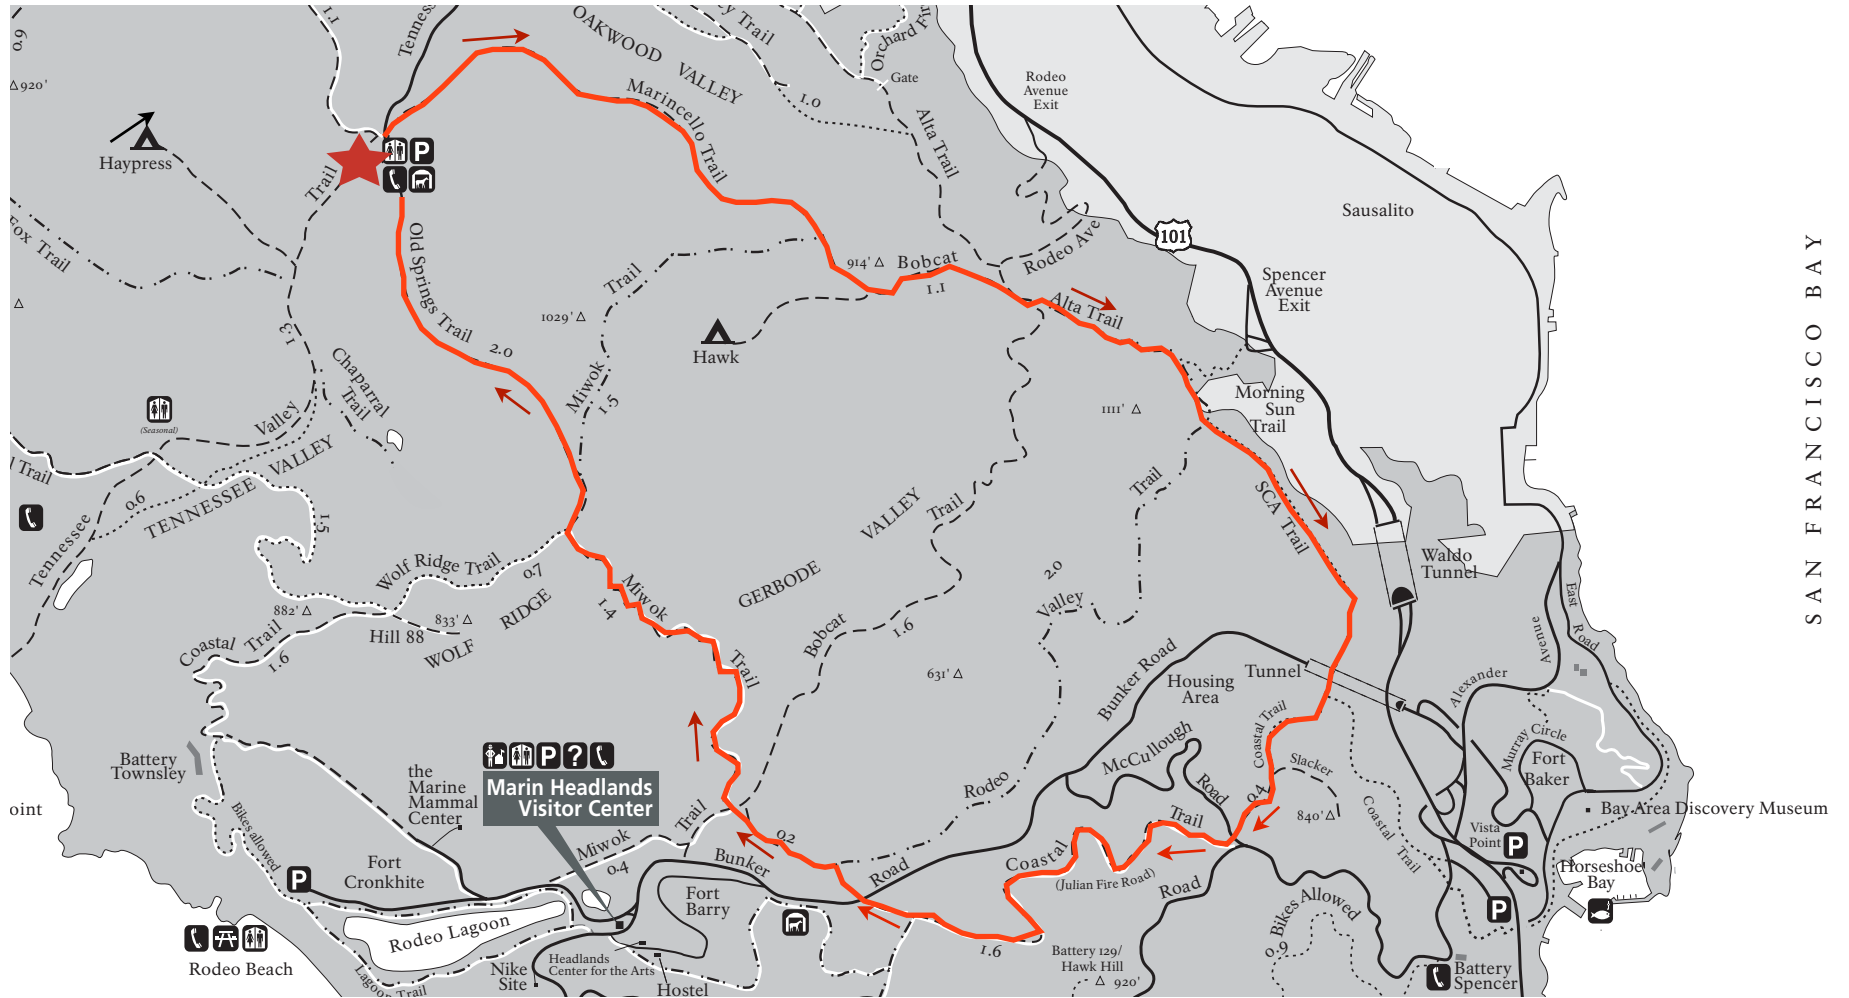 0.9
1.1
Tenness
OAKWOOD
VALLEY
ey Trail
Orchard
Gate
Rodeo
Avenue
Exit
920'
Haypress
Marincello Trail
1.0
Alta Trail
P
Trail
Fox Trail
Old Springs Trail
Trail
914'
Bobcat
1.1
Rodeo Ave
101
Sausalito
Spencer
Avenue
Exit
SAN FRANCISCO BAY
1029'
Hawk
Alta Trail
1.3
Chaparral
Trail
2.0
Miwok
1.5
1111'
Morning
Sun
Trail
(Seasonal)
Valley
l Trail
0.6
TENNESSEE
VALLEY
1.5
Tennessee
Wolf Ridge Trail
0.7
VALLEY
Trail
Trail
SCA Trail
Waldo
Tunnel
882'
833'
Hill 88
WOLF
RIDGE
Coastal
Trail
1.6
Miwok
1.4
Trail
GERBODE
2.0
Valley
Bobcat
1.6
631'
Bunker Road
Housing
Area
Tunnel
East
Road
Avenue
Alexander
Battery
Townsley
oint
Bikes allowed
the
Marine
Mammal
Center
P ?
Marin Headlands
Visitor Center
Rodeo
McCullough
Road
Coastal Trail
Slacker
0.4
840'
Coastal Trail
Murray Circle
Fort
Baker
Bay Area Discovery Museum
Vista
Point
P
Horseshoe
Bay
Miwok
Trail
0.4
0.2
Bunker
Road
Coastal
Trail
(Julian Fire Road)
Road
Bikes Allowed
0.9
P
P
Fort
Cronkhite
Fort
Barry
Rodeo Lagoon
Rodeo Beach
Lagoon Trail
Nike
Site
Headlands
Center for the Arts
Hostel
1.6
Battery 129/
Hawk Hill
920'
Battery
Spencer